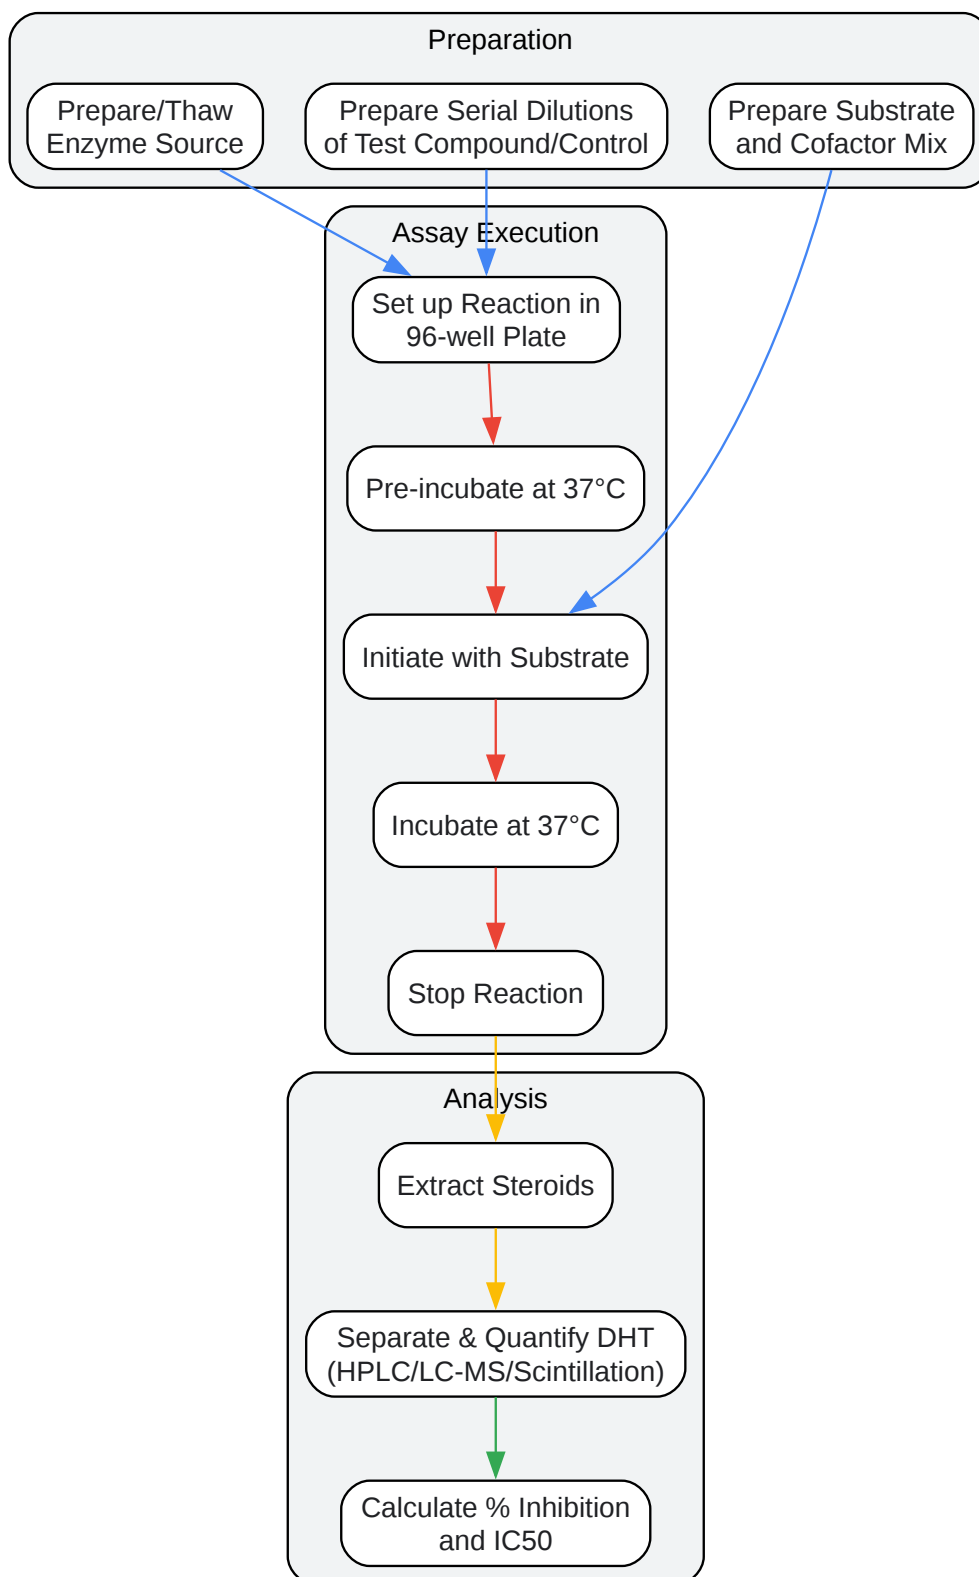 Preparation
Prepare/Thaw
Enzyme Source
Prepare Serial Dilutions
of Test Compound/Control
Prepare Substrate
and Cofactor Mix
Assay Execution
Set up Reaction in
96-well Plate
Pre-incubate at 37°C
Initiate with Substrate
Incubate at 37°C
Stop Reaction
Analysis
Extract Steroids
Separate & Quantify DHT
(HPLC/LC-MS/Scintillation)
Calculate % Inhibition
and IC50